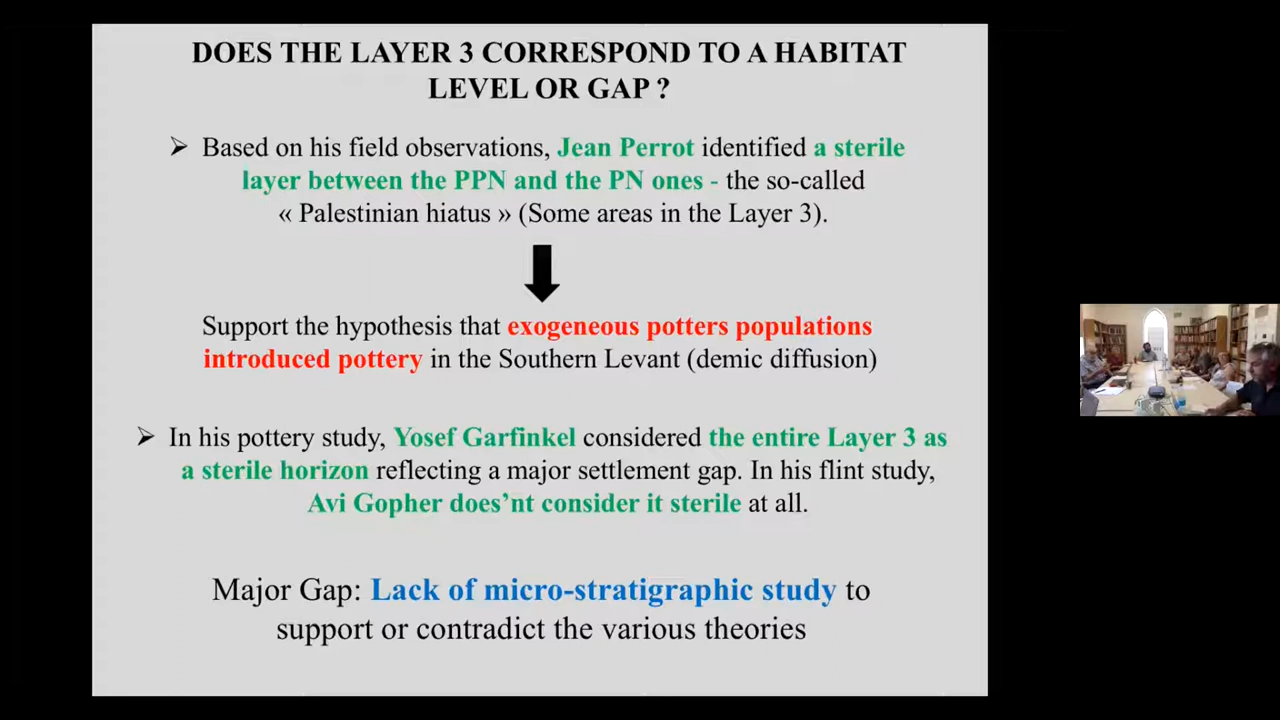 DOES THE LAYER 3 CORRESPOND TO A HABITAT
LEVEL OR GAP ?
➢ Based on his field observations, Jean Perrot identified a sterile
layer between the PPN and the PN ones - the so-called
« Palestinian hiatus » (Some areas in the Layer 3).
Support the hypothesis that exogeneous potters populations
introduced pottery in the Southern Levant (demic diffusion)
➢ In his pottery study, Yosef Garfinkel considered the entire Layer 3 as
a sterile horizon reflecting a major settlement gap. In his flint study,
Avi Gopher does'nt consider it sterile at all.
Major Gap: Lack of micro-stratigraphic study to
support or contradict the various theories